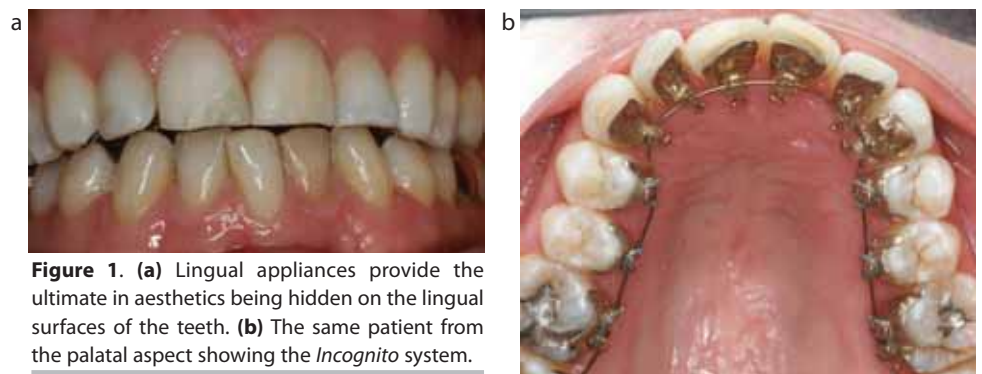 a
b
Figure 1. (a) Lingual appliances provide the
ultimate in aesthetics being hidden on the lingual
surfaces of the teeth. (b) The same patient from
the palatal aspect showing the Incognito system.